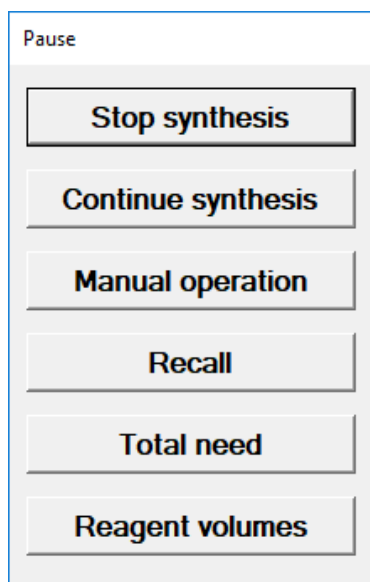 Pause
Stop synthesis
Continue synthesis
Manual operation
Recall
Total need
Reagent volumes